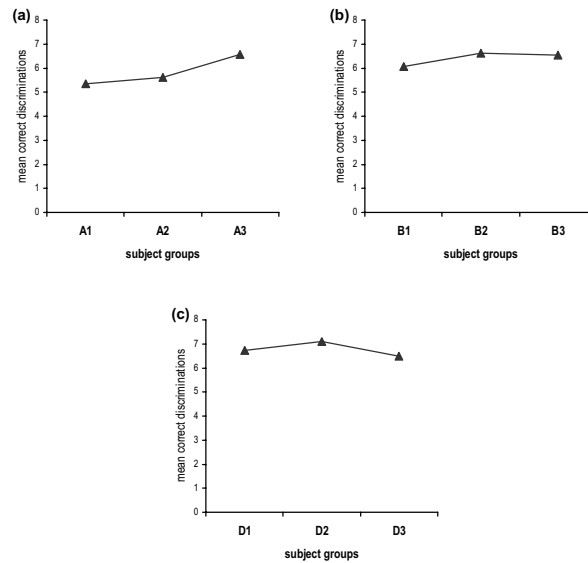 (a)
mean correct discriminations
8
7
6
5
4
3
2
1
0
A1 A2 A3
subject groups
(b)
mean correct discriminations
8
7
6
5
4
3
2
1
0
B1 B2 B3
subject groups
(c)
mean correct discriminations
8
7
6
5
4
3
2
1
0
D1 D2 D3
subject groups